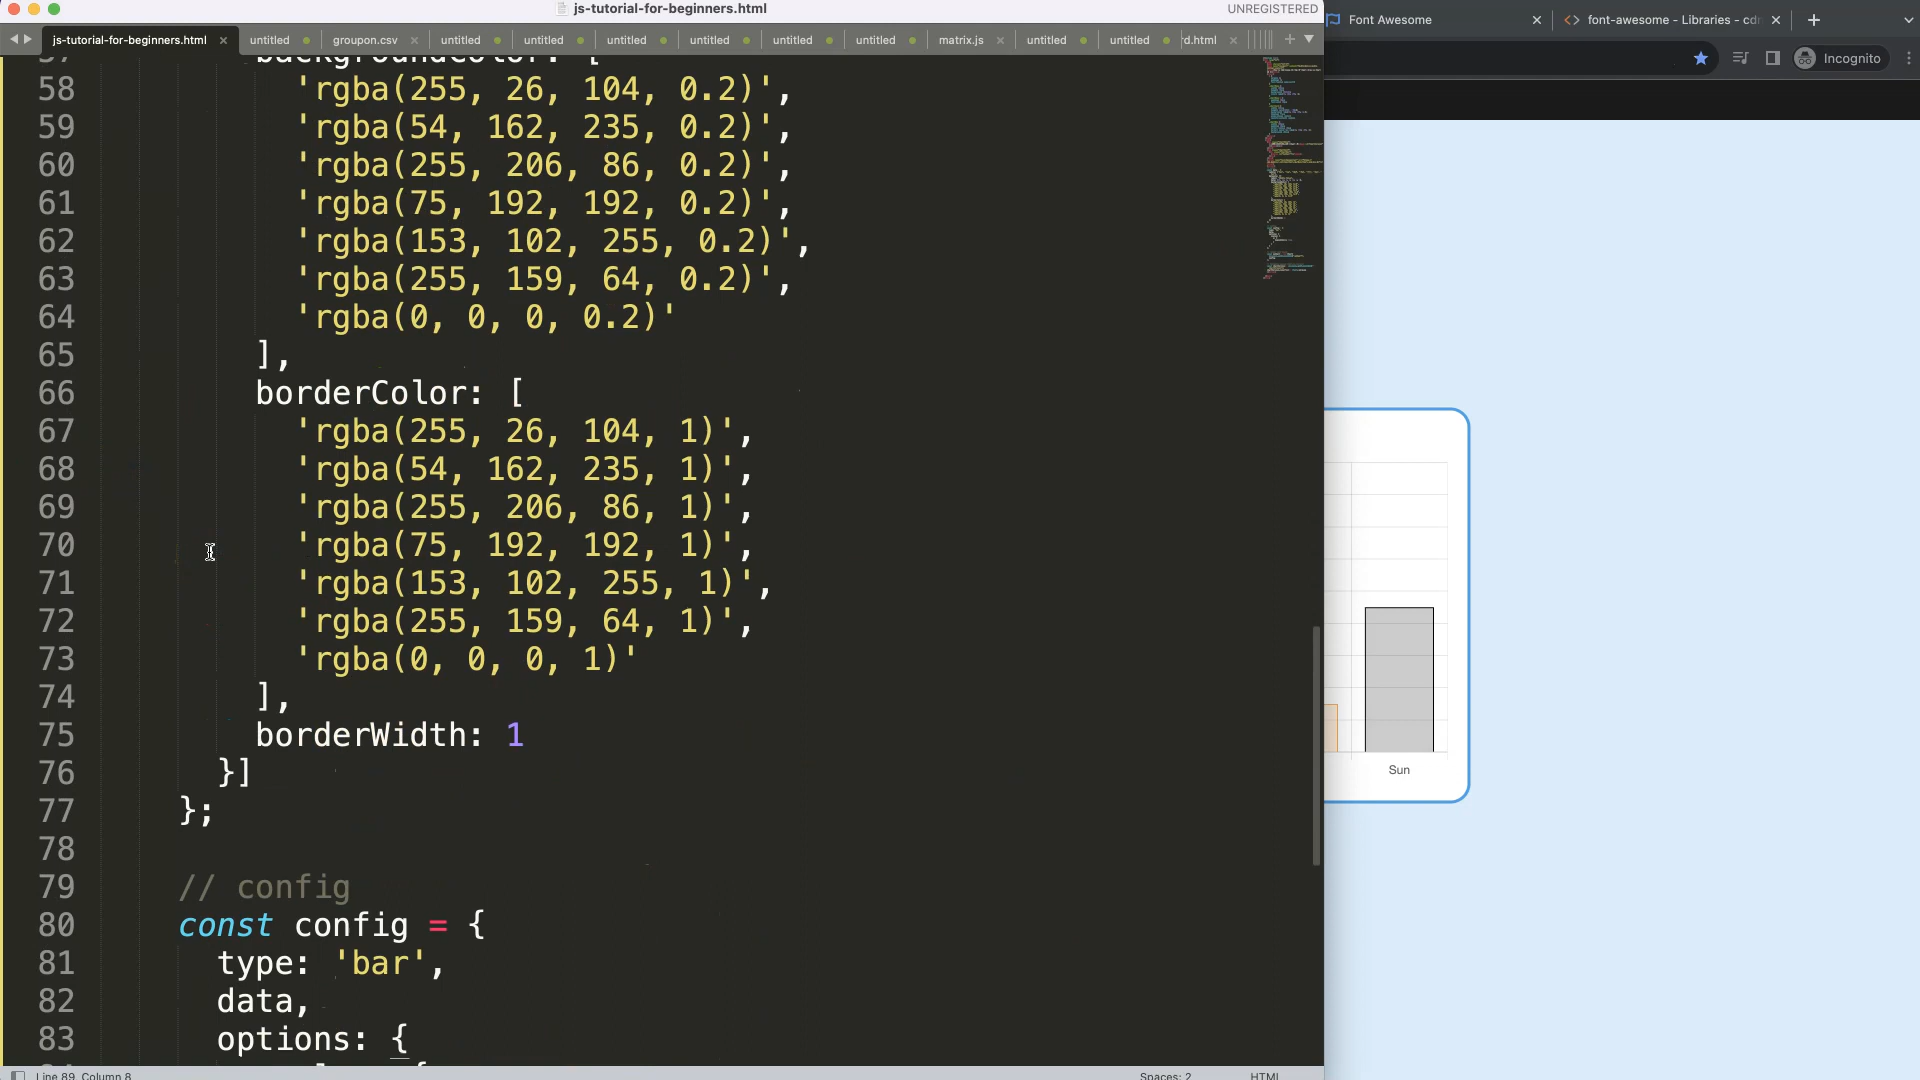 js-tutorial-for-beginners.html
UNREGISTERED
js-tutorial-for-beginners.html
untitled
groupon.csv
untitled
untitled
untitled
untitled
untitled
untitled
matrix.js
untitled
untitled
rd.html
Font Awesome
font-awesome - Libraries - cd
Incognito
57 backgroundColor: [
58 'rgba(255, 26, 104, 0.2)',
59 'rgba(54, 162, 235, 0.2)',
60 'rgba(255, 206, 86, 0.2)',
61 'rgba(75, 192, 192, 0.2)',
62 'rgba(153, 102, 255, 0.2)',
63 'rgba(255, 159, 64, 0.2)',
64 'rgba(0, 0, 0, 0.2)'
65 ],
66 borderColor: [
67 'rgba(255, 26, 104, 1)',
68 'rgba(54, 162, 235, 1)',
69 'rgba(255, 206, 86, 1)',
70 'rgba(75, 192, 192, 1)',
71 'rgba(153, 102, 255, 1)',
72 'rgba(255, 159, 64, 1)',
73 'rgba(0, 0, 0, 1)'
74 ],
75 borderWidth: 1
76 }]
77 };
78
79 // config
80 const config = {
81 type: 'bar',
82 data,
83 options: {
Sun
Line 89, Column 8
Spaces: 2
HTML